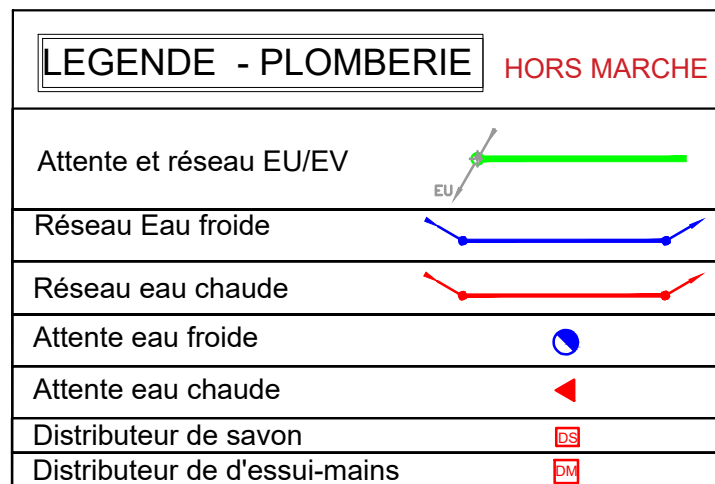 LEGENDE - PLOMBERIE HORS MARCHE
Attente et réseau EU/EV
EU
Réseau Eau froide
Réseau eau chaude
Attente eau froide
Attente eau chaude
Distributeur de savon DS
Distributeur de d'essui-mains DM